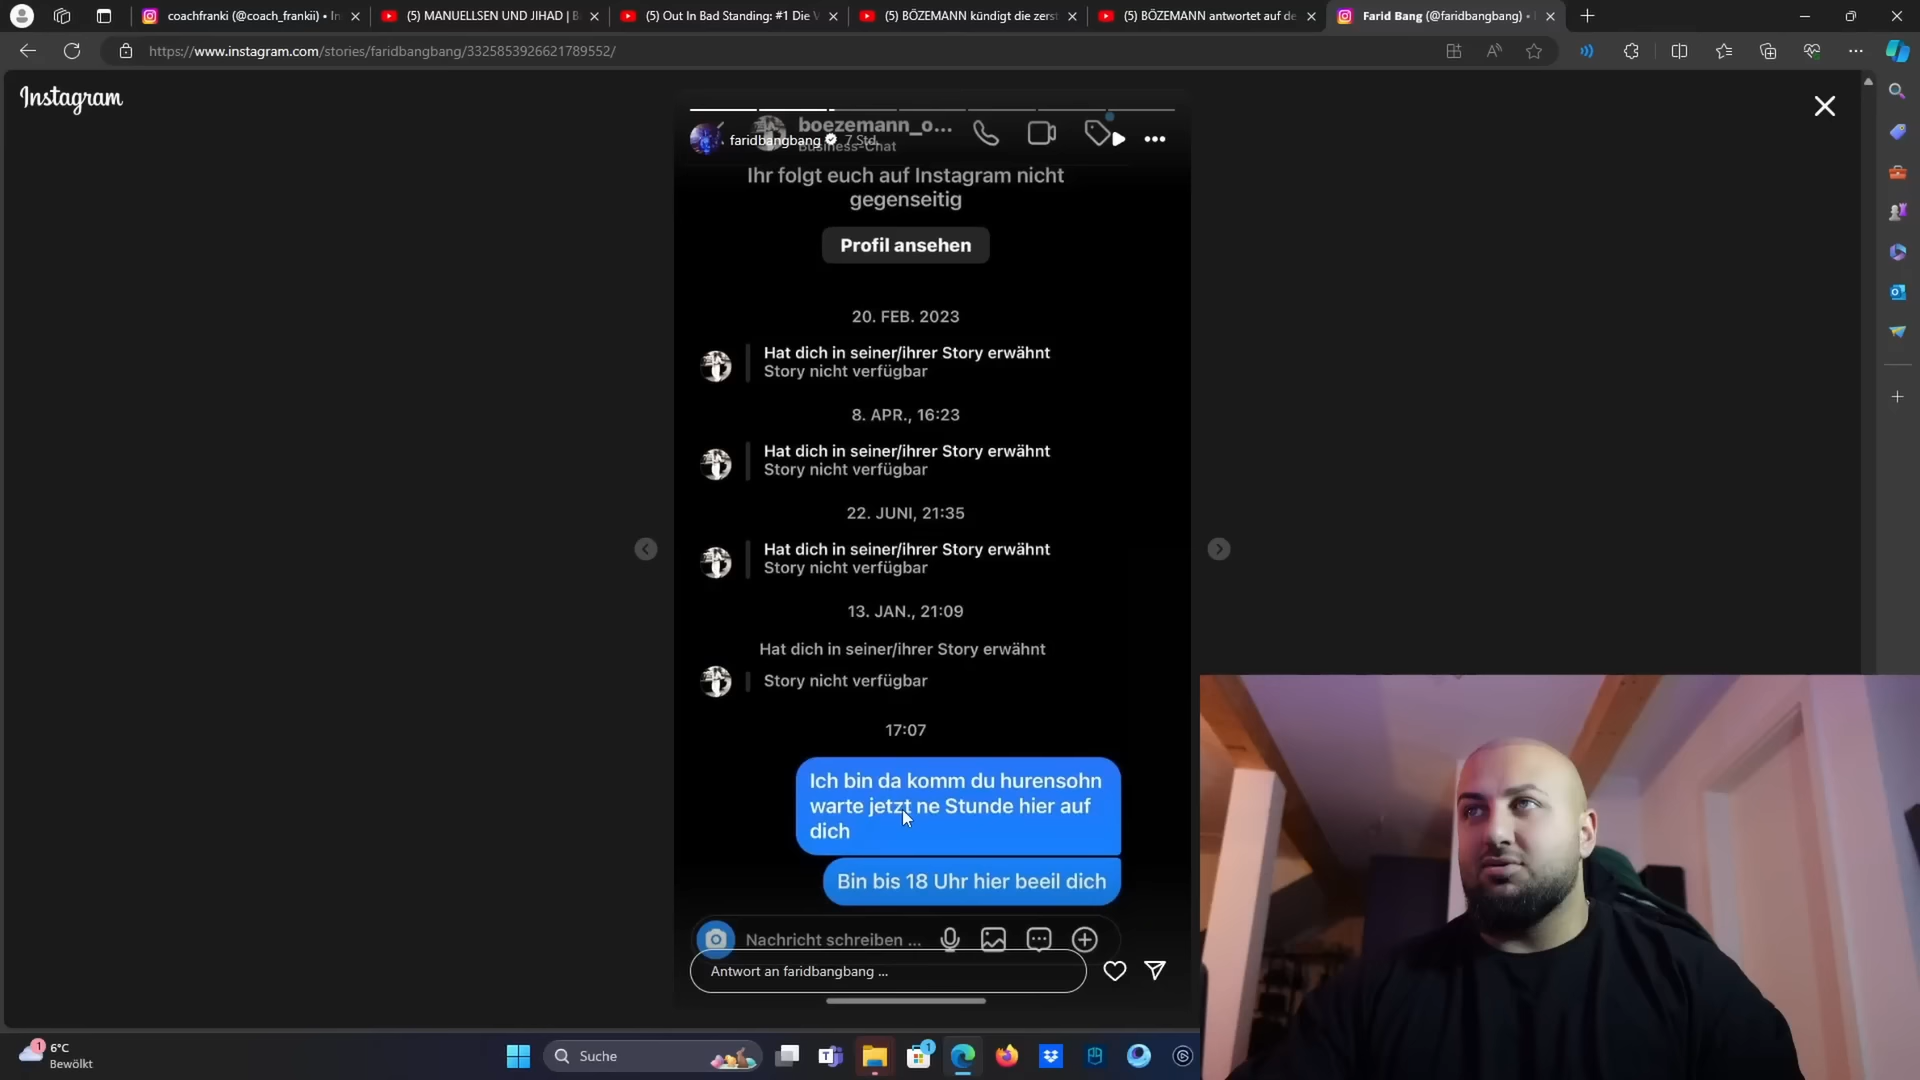 coachfranki (@coach_frankii) • In
(5) MANUELLSEN UND JIHAD | B
(5) Out In Bad Standing: #1 Die V
(5) BÖZEMANN kündigt die zerst
(5) BÖZEMANN antwortet auf de
Farid Bang (@faridbangbang) •
https://www.instagram.com/stories/faridbangbang/3325853926621789552/
Instagram
boezemann_o...
faridbangbang 7 Std.
Business-Chat
Ihr folgt euch auf Instagram nicht
gegenseitig
Profil ansehen
20. FEB. 2023
Hat dich in seiner/ihrer Story erwähnt
Story nicht verfügbar
8. APR., 16:23
Hat dich in seiner/ihrer Story erwähnt
Story nicht verfügbar
22. JUNI, 21:35
Hat dich in seiner/ihrer Story erwähnt
Story nicht verfügbar
13. JAN., 21:09
Hat dich in seiner/ihrer Story erwähnt
Story nicht verfügbar
17:07
Ich bin da komm du hurensohn
warte jetzt ne Stunde hier auf
dich
Bin bis 18 Uhr hier beeil dich
Nachricht schreiben ...
Antwort an faridbangbang ...
1
6°C
Bewölkt
Suche
1